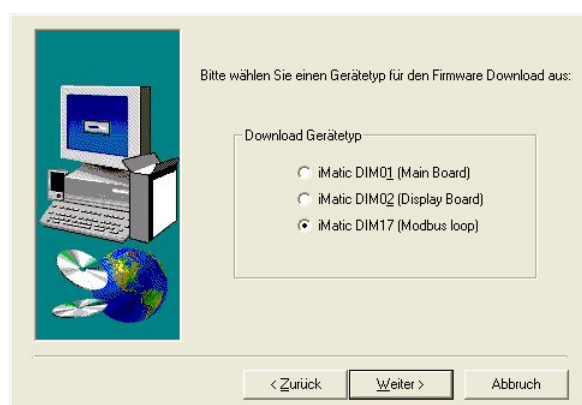 Bitte wählen Sie einen Gerätetyp für den Firmware Download aus:
Download Gerätetyp
iMatic DIM01 (Main Board)
iMatic DIM02 (Display Board)
iMatic DIM17 (Modbus loop)
< Zurück
Weiter >
Abbruch